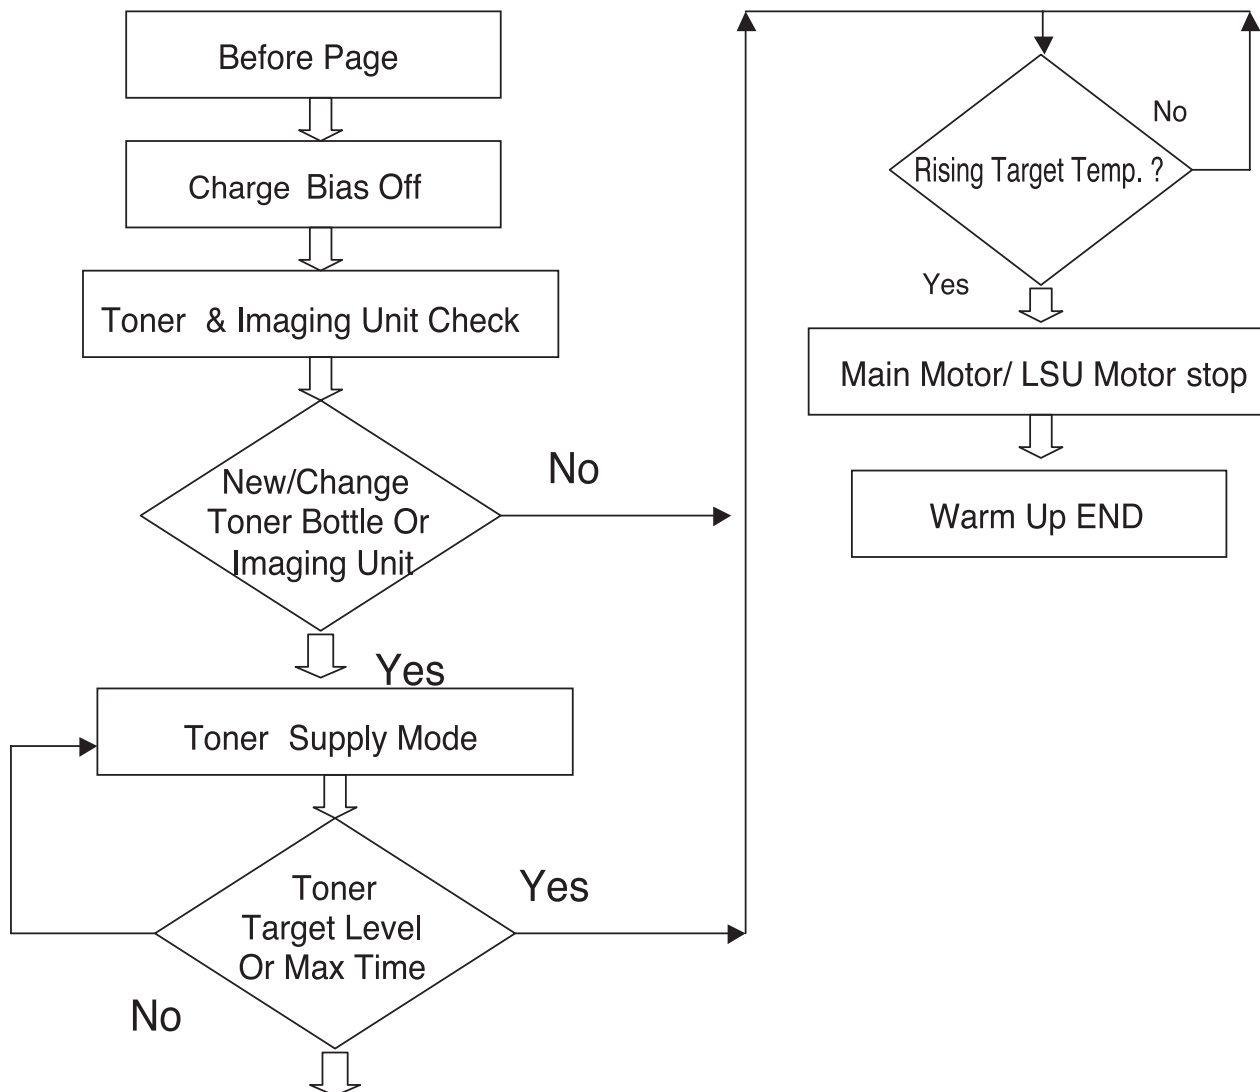 Before Page
Charge Bias Off
Toner & Imaging Unit Check
New/Change
Toner Bottle Or
Imaging Unit
No
Yes
Toner Supply Mode
Toner
Target Level
Or Max Time
Yes
No
Rising Target Temp. ?
No
Yes
Main Motor/ LSU Motor stop
Warm Up END